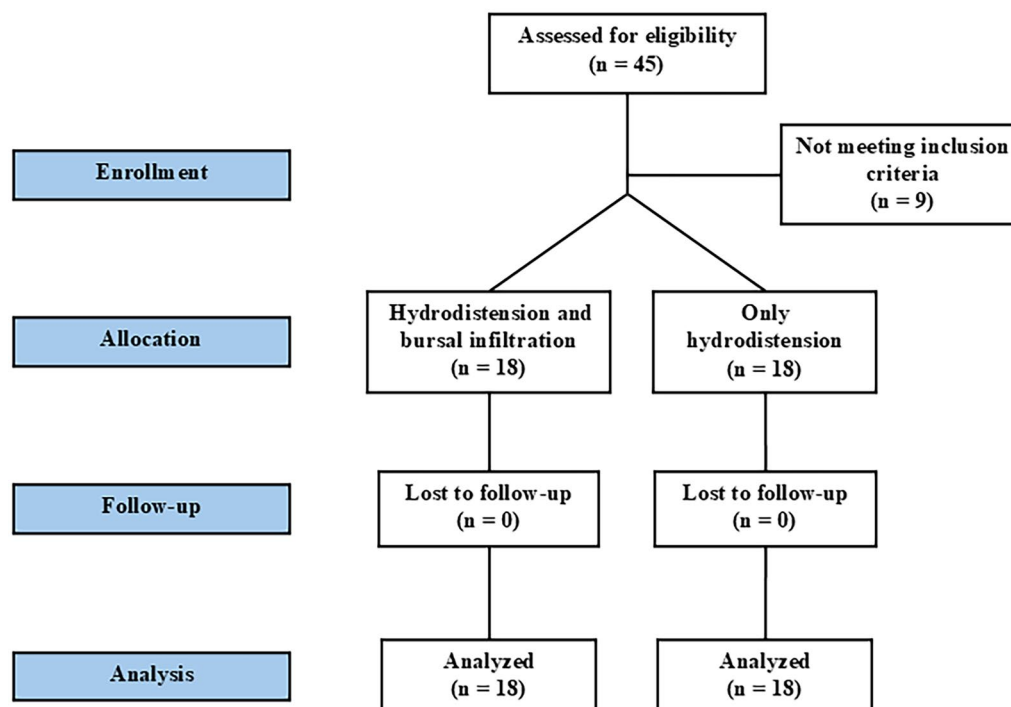 Assessed for eligibility
(n = 45)
Enrollment
Not meeting inclusion
criteria
(n = 9)
Allocation
Hydrodistension and
bursal infiltration
(n = 18)
Only
hydrodistension
(n = 18)
Follow-up
Lost to follow-up
(n = 0)
Lost to follow-up
(n = 0)
Analysis
Analyzed
(n = 18)
Analyzed
(n = 18)